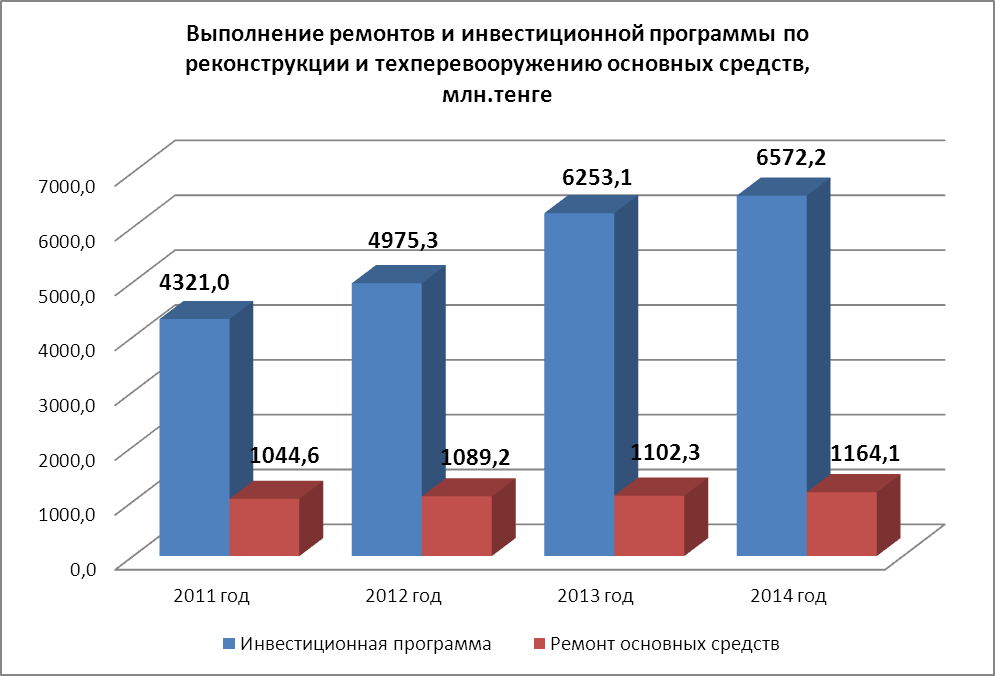 Выполнение ремонтов и инвестиционной программы по
реконструкции и техперевооружению основных средств,
млн.тенге
7000,0
6000,0
5000,0
4000,0
3000,0
2000,0
1000,0
0,0
4321,0
1044,6
4975,3
1089,2
6253,1
1102,3
6572,2
1164,1
2011 год
2012 год
2013 год
2014 год
Инвестиционная программа
Ремонт основных средств